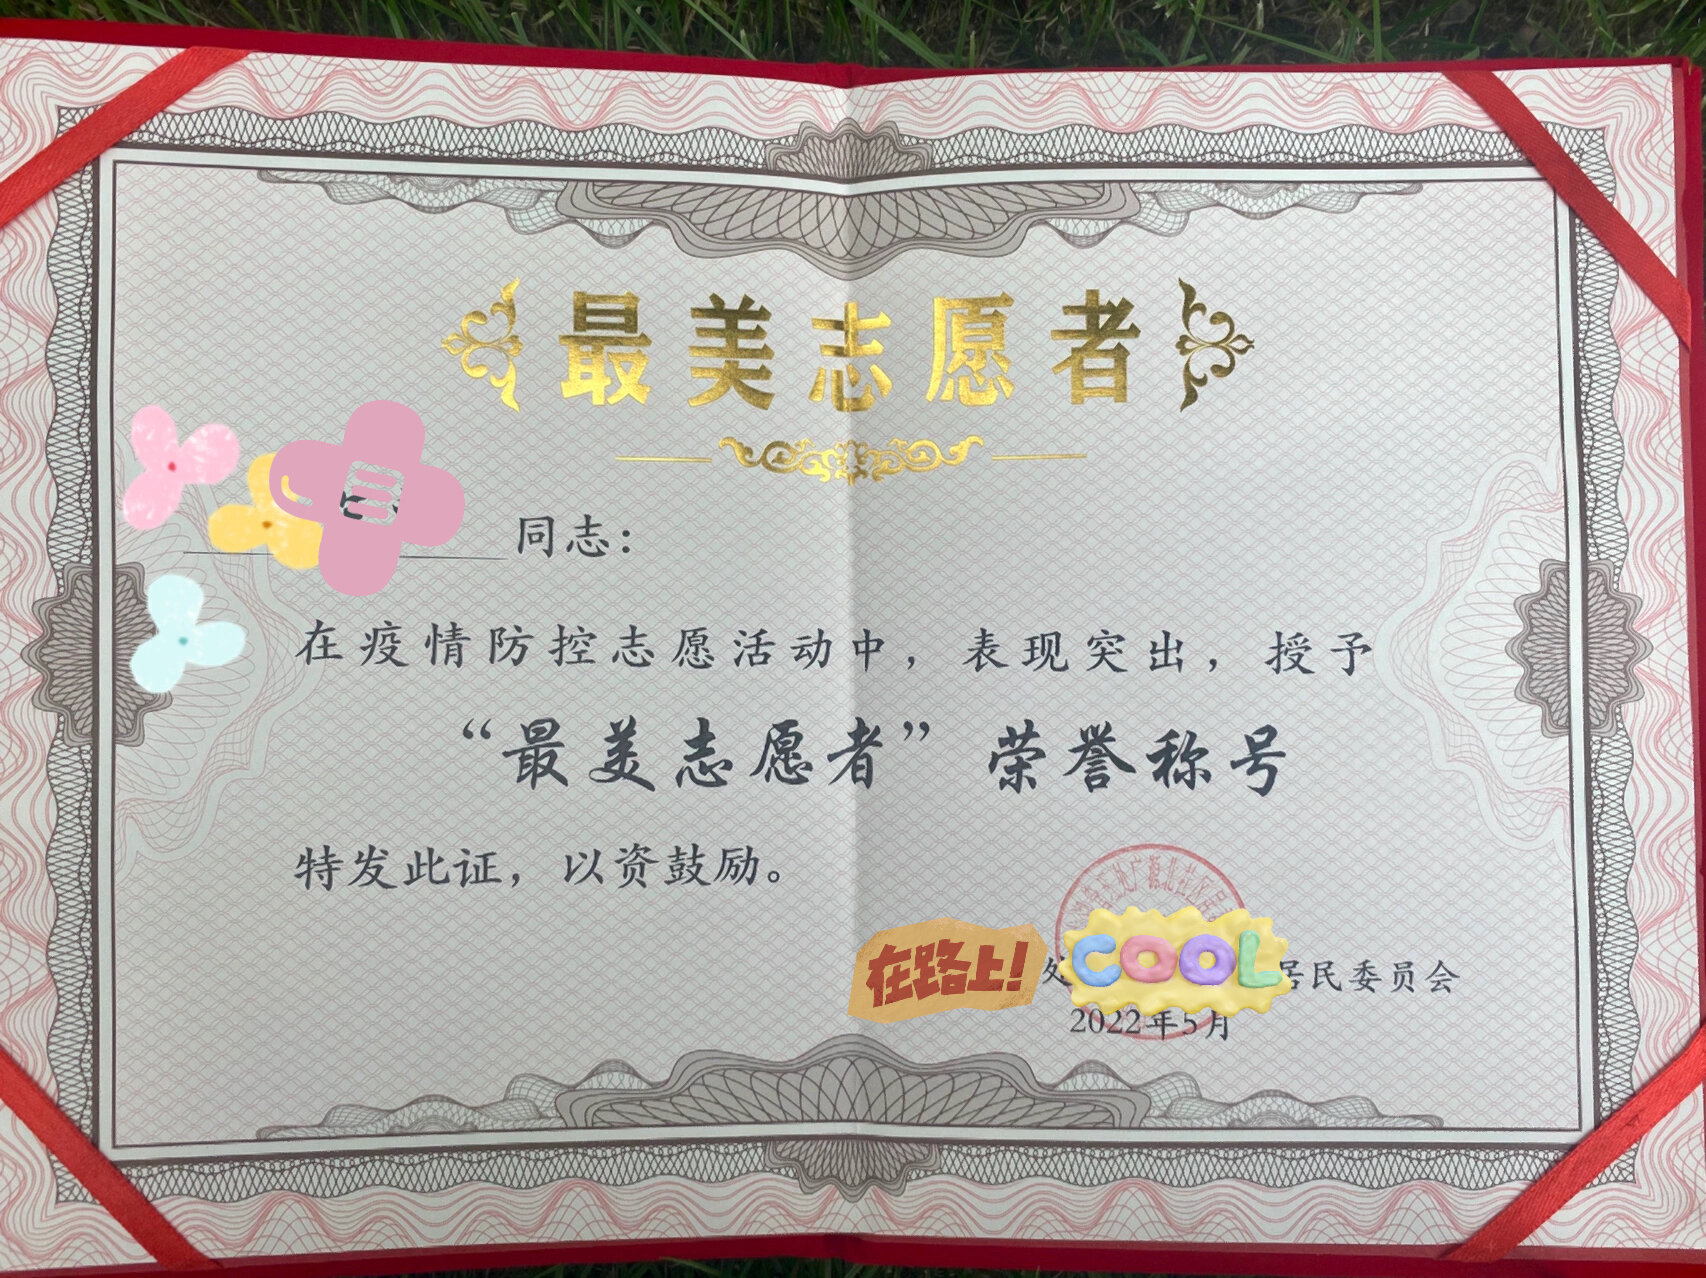 最美志愿者
同志：
在疫情防控志愿活动中，表现突出，授予
“最美志愿者”荣誉称号
特发此证，以资鼓励。
在路上！
COOL
居民委员会
2022年5月